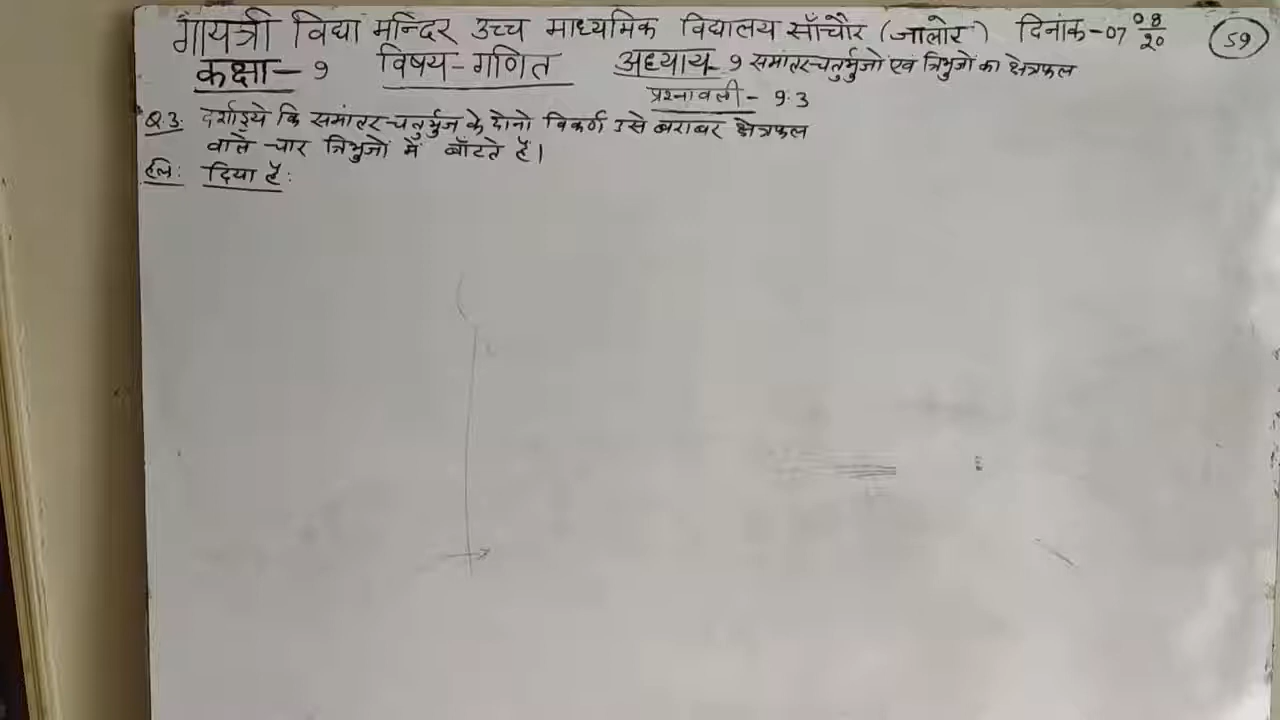 गायत्री विद्या मन्दिर उच्च माध्यमिक विद्यालय साँचौर (जालोर) दिनांक-07 08/20 59
कक्षा-9 विषय-गणित अध्याय-9 समांतर-चतुर्भुजो एवं त्रिभुजों का क्षेत्रफल
प्रश्नावली-9.3
Q.3. दर्शाइये कि समांतर-चतुर्भुज के दोनो विकर्ण उसे बराबर क्षेत्रफल
वाले चार त्रिभुजों में बाँटते हैं।
हल: दिया है: